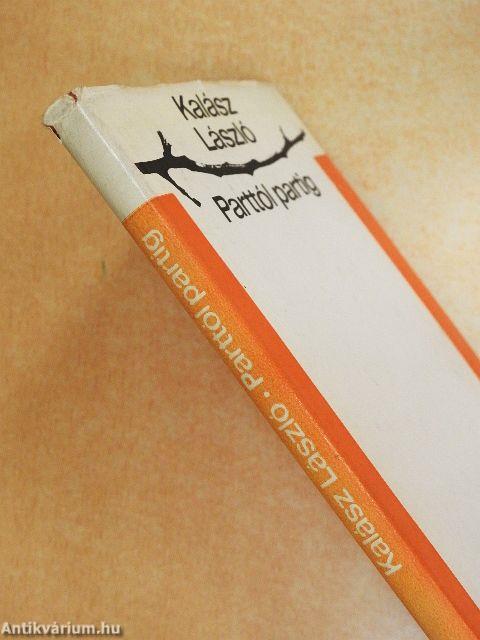 Kalász
László
Parttól partig
Kalász László • Parttól partig
Antikvárium.hu